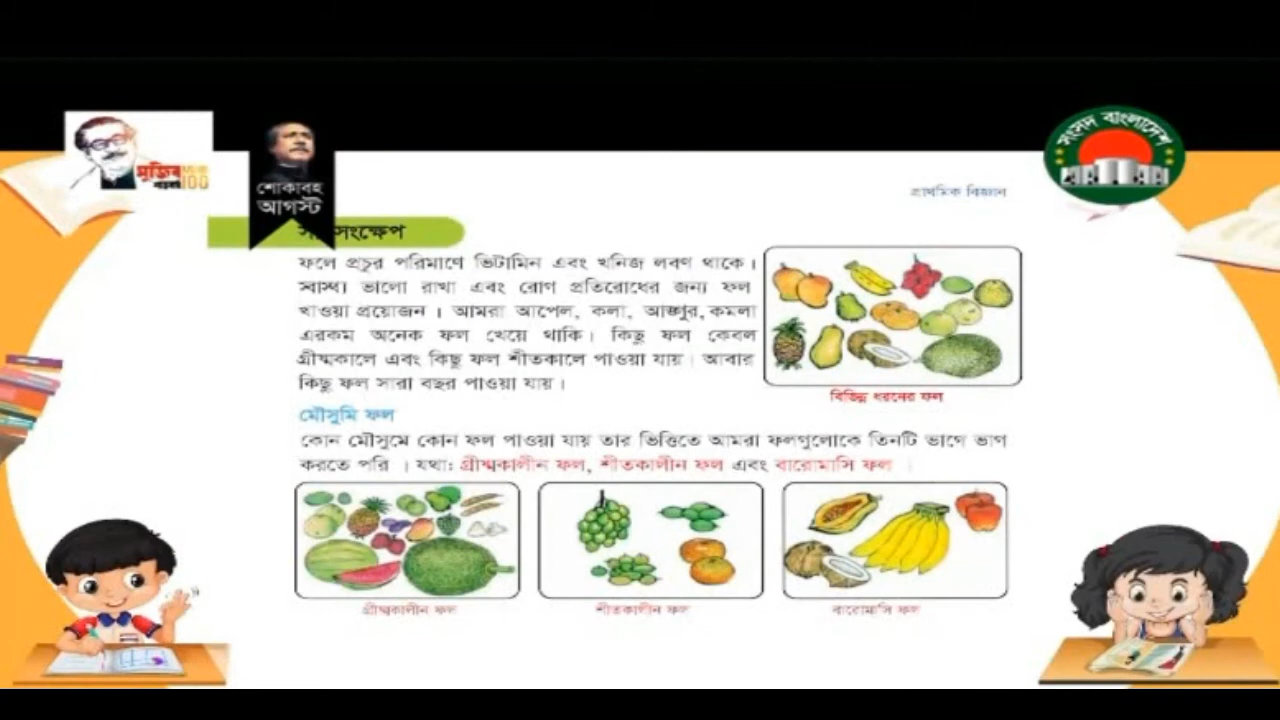 মুজিব
100
শোকাবহ
আগস্ট
সংসদ বাংলাদেশ
প্রাথমিক বিজ্ঞান
সংক্ষেপ
ফলে প্রচুর পরিমাণে ভিটামিন এবং খনিজ লবণ থাকে।
স্বাস্থ্য ভালো রাখা এবং রোগ প্রতিরোধের জন্য ফল
খাওয়া প্রয়োজন । আমরা আপেল, কলা, আঙ্গুর, কমলা
এরকম অনেক ফল খেয়ে থাকি। কিছু ফল কেবল
গ্রীষ্মকালে এবং কিছু ফল শীতকালে পাওয়া যায়। আবার
কিছু ফল সারা বছর পাওয়া যায়।
বিভিন্ন ধরনের ফল
মৌসুমি ফল
কোন মৌসুমে কোন ফল পাওয়া যায় তার ভিত্তিতে আমরা ফলগুলোকে তিনটি ভাগে ভাগ
করতে পরি । যথা: গ্রীষ্মকালীন ফল, শীতকালীন ফল এবং বারোমাসি ফল ।
গ্রীষ্মকালীন ফল
শীতকালীন ফল
বারোমাসি ফল